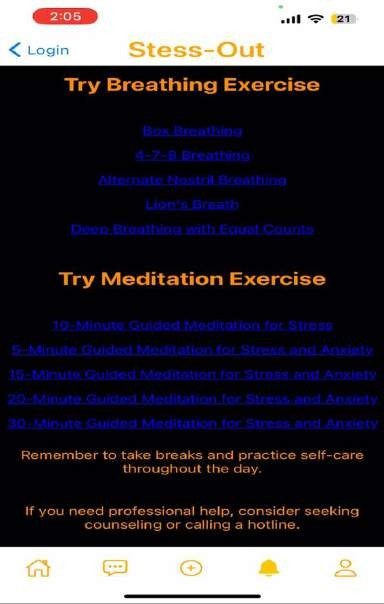 2:05
21
Login
Stess-Out
Try Breathing Exercise
Box Breathing
4-7-8 Breathing
Alternate Nostril Breathing
Lion's Breath
Deep Breathing with Equal Counts
Try Meditation Exercise
10-Minute Guided Meditation for Stress
5-Minute Guided Meditation for Stress and Anxiety
15-Minute Guided Meditation for Stress and Anxiety
20-Minute Guided Meditation for Stress and Anxiety
30-Minute Guided Meditation for Stress and Anxiety
Remember to take breaks and practice self-care
throughout the day.
If you need professional help, consider seeking
counseling or calling a hotline.